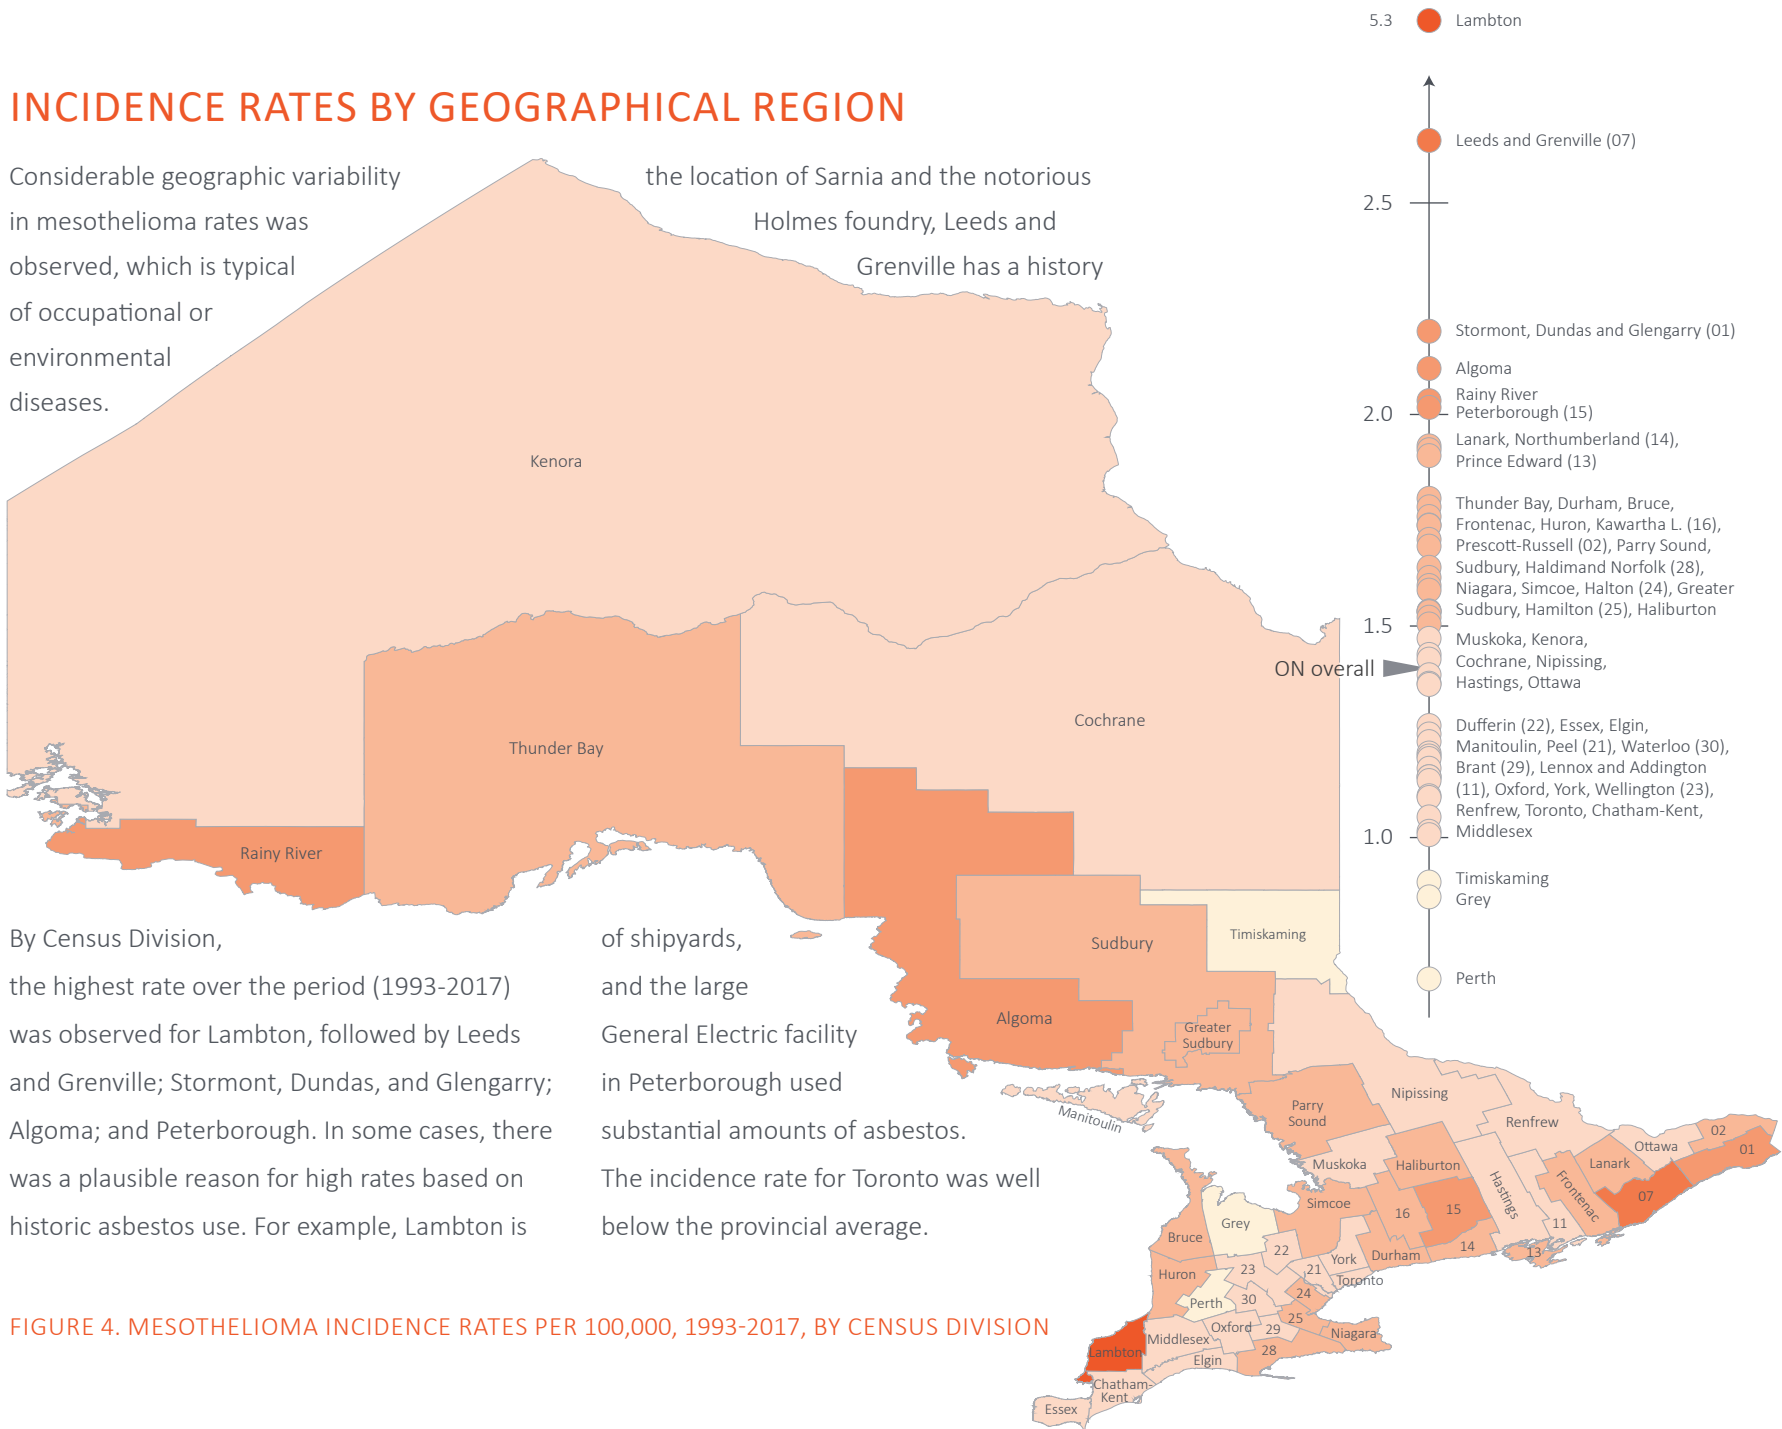 INCIDENCE RATES BY GEOGRAPHICAL REGION
Considerable geographic variability
in mesothelioma rates was
observed, which is typical
of occupational or
environmental
diseases.
By Census Division,
the highest rate over the period (1993-2017)
was observed for Lambton, followed by Leeds
and Grenville; Stormont, Dundas, and Glengarry;
Algoma; and Peterborough. In some cases, there
was a plausible reason for high rates based on
historic asbestos use. For example, Lambton is
the location of Sarnia and the notorious
Holmes foundry, Leeds and
Grenville has a history
of shipyards,
and the large
General Electric facility
in Peterborough used
substantial amounts of asbestos.
The incidence rate for Toronto was well
below the provincial average.
FIGURE 4. MESOTHELIOMA INCIDENCE RATES PER 100,000, 1993-2017, BY CENSUS DIVISION
Kenora
Thunder Bay
Cochrane
Rainy River
Sudbury
Timiskaming
Algoma
Greater
Sudbury
Manitoulin
Parry
Sound
Nipissing
Renfrew
Muskoka
Haliburton
Hastings
Frontenac
Lanark
Ottawa
02
01
07
11
13
14
15
16
Simcoe
Durham
York
Toronto
Grey
Bruce
Huron
22
21
23
24
Perth
30
25
Oxford
29
28
Niagara
Middlesex
Elgin
Lambton
Chatham-
Kent
Essex
5.3 Lambton
Leeds and Grenville (07)
2.5
Stormont, Dundas and Glengarry (01)
Algoma
Rainy River
2.0 Peterborough (15)
Lanark, Northumberland (14),
Prince Edward (13)
Thunder Bay, Durham, Bruce,
Frontenac, Huron, Kawartha L. (16),
Prescott-Russell (02), Parry Sound,
Sudbury, Haldimand Norfolk (28),
Niagara, Simcoe, Halton (24), Greater
Sudbury, Hamilton (25), Haliburton
1.5
Muskoka, Kenora,
Cochrane, Nipissing,
Hastings, Ottawa
ON overall
Dufferin (22), Essex, Elgin,
Manitoulin, Peel (21), Waterloo (30),
Brant (29), Lennox and Addington
(11), Oxford, York, Wellington (23),
Renfrew, Toronto, Chatham-Kent,
1.0 Middlesex
Timiskaming
Grey
Perth